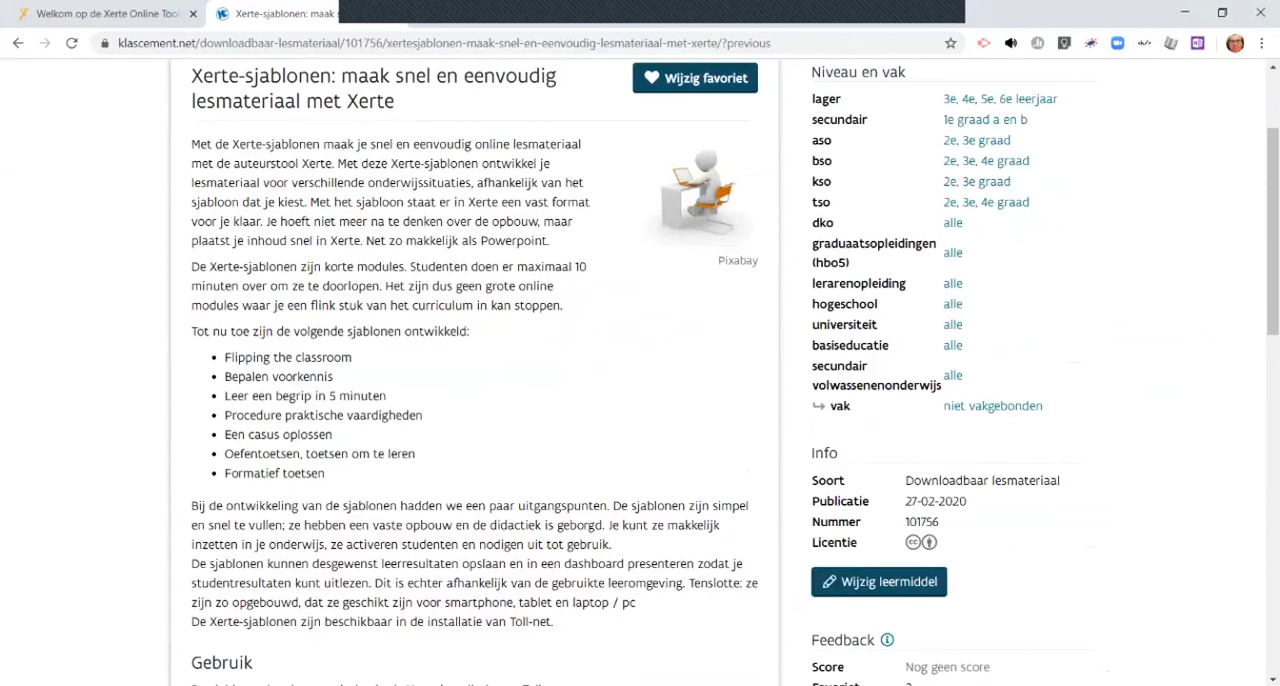 Welkom op de Xerte Online Tool
Xerte-sjablonen: maak s
klascement.net/downloadbaar-lesmateriaal/101756/xertesjablonen-maak-snel-en-eenvoudig-lesmateriaal-met-xerte/?previous
Xerte-sjablonen: maak snel en eenvoudig
lesmateriaal met Xerte
Wijzig favoriet
Met de Xerte-sjablonen maak je snel en eenvoudig online lesmateriaal
met de auteurstool Xerte. Met deze Xerte-sjablonen ontwikkel je
lesmateriaal voor verschillende onderwijssituaties, afhankelijk van het
sjabloon dat je kiest. Met het sjabloon staat er in Xerte een vast format
voor je klaar. Je hoeft niet meer na te denken over de opbouw, maar
plaatst je inhoud snel in Xerte. Net zo makkelijk als Powerpoint.
Pixabay
De Xerte-sjablonen zijn korte modules. Studenten doen er maximaal 10
minuten over om ze te doorlopen. Het zijn dus geen grote online
modules waar je een flink stuk van het curriculum in kan stoppen.
Tot nu toe zijn de volgende sjablonen ontwikkeld:
• Flipping the classroom
• Bepalen voorkennis
• Leer een begrip in 5 minuten
• Procedure praktische vaardigheden
• Een casus oplossen
• Oefentoetsen, toetsen om te leren
• Formatief toetsen
Bij de ontwikkeling van de sjablonen hadden we een paar uitgangspunten. De sjablonen zijn simpel
en snel te vullen; ze hebben een vaste opbouw en de didactiek is geborgd. Je kunt ze makkelijk
inzetten in je onderwijs, ze activeren studenten en nodigen uit tot gebruik.
De sjablonen kunnen desgewenst leerresultaten opslaan en in een dashboard presenteren zodat je
studentresultaten kunt uitlezen. Dit is echter afhankelijk van de gebruikte leeromgeving. Tenslotte: ze
zijn zo opgebouwd, dat ze geschikt zijn voor smartphone, tablet en laptop / pc
De Xerte-sjablonen zijn beschikbaar in de installatie van Toll-net.
Gebruik
Niveau en vak
lager 3e, 4e, 5e, 6e leerjaar
secundair 1e graad a en b
aso 2e, 3e graad
bso 2e, 3e, 4e graad
kso 2e, 3e graad
tso 2e, 3e, 4e graad
dko alle
graduaatsopleidingen
(hbo5) alle
lerarenopleiding alle
hogeschool alle
universiteit alle
basiseducatie alle
secundair
volwassenenonderwijs alle
vak niet vakgebonden
Info
Soort Downloadbaar lesmateriaal
Publicatie 27-02-2020
Nummer 101756
Licentie cc
Wijzig leermiddel
Feedback
Score Nog geen score